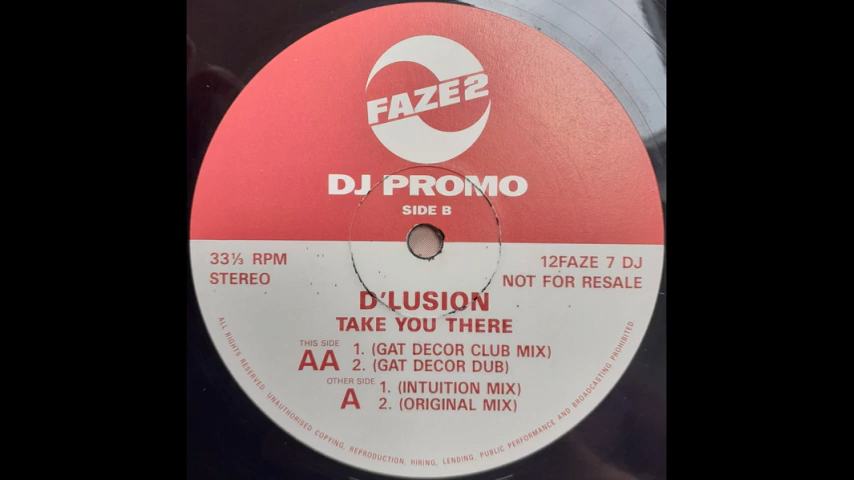 FAZE2
DJ PROMO
SIDE B
33⅓ RPM
STEREO
12FAZE 7 DJ
NOT FOR RESALE
D'LUSION
TAKE YOU THERE
THIS SIDE
AA
1. (GAT DECOR CLUB MIX)
2. (GAT DECOR DUB)
OTHER SIDE
A
1. (INTUITION MIX)
2. (ORIGINAL MIX)
ALL RIGHTS RESERVED. UNAUTHORISED COPYING, REPRODUCTION, HIRING, LENDING, PUBLIC PERFORMANCE AND BROADCASTING PROHIBITED.